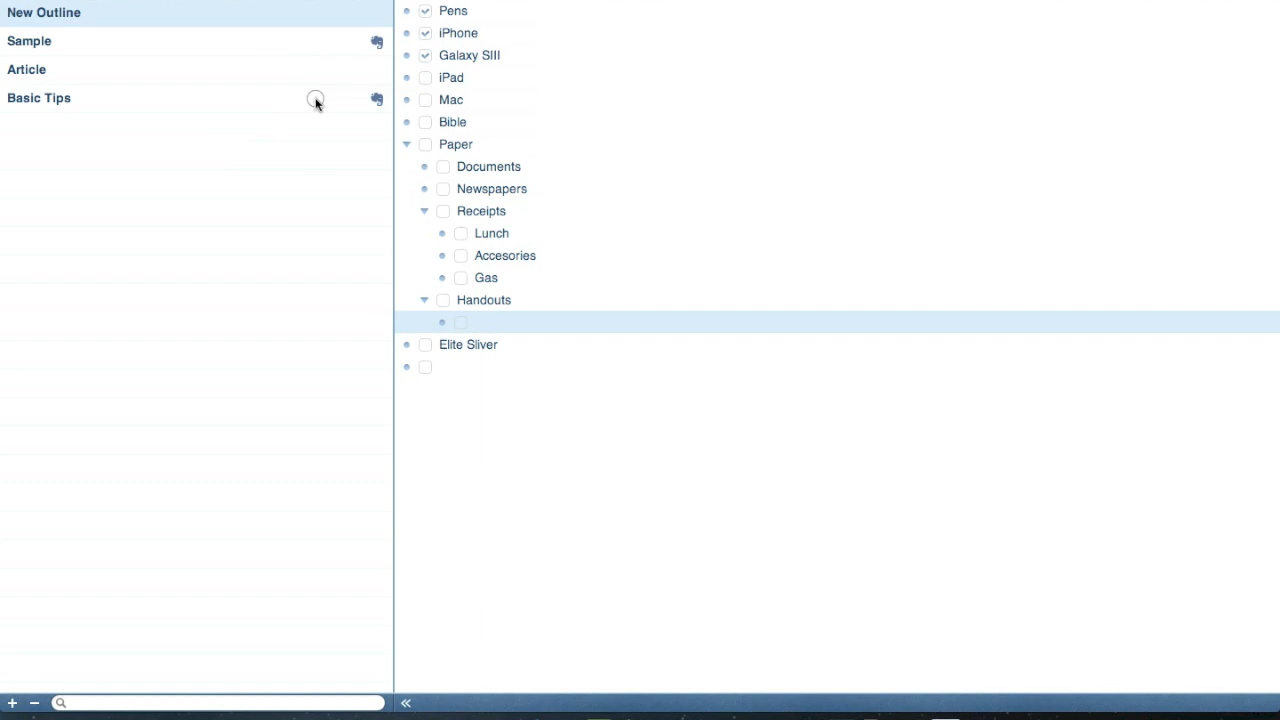 New Outline
Sample
Article
Basic Tips
Pens
iPhone
Galaxy SIII
iPad
Mac
Bible
Paper
Documents
Newspapers
Receipts
Lunch
Accesories
Gas
Handouts
Elite Sliver